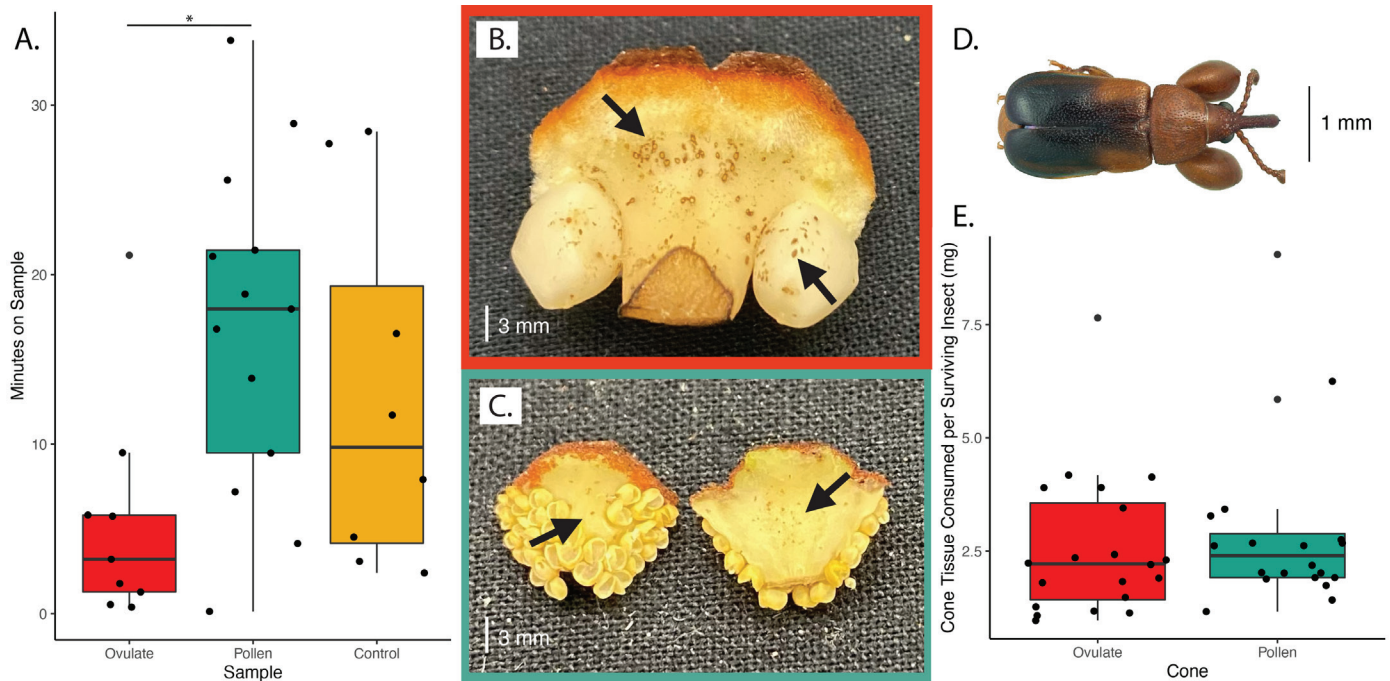 A.
*
Minutes on Sample
30
20
10
0
Ovulate
Pollen
Control
Sample
B.
3 mm
C.
3 mm
D.
1 mm
E.
Cone Tissue Consumed per Surviving Insect (mg)
7.5
5.0
2.5
Ovulate
Pollen
Cone